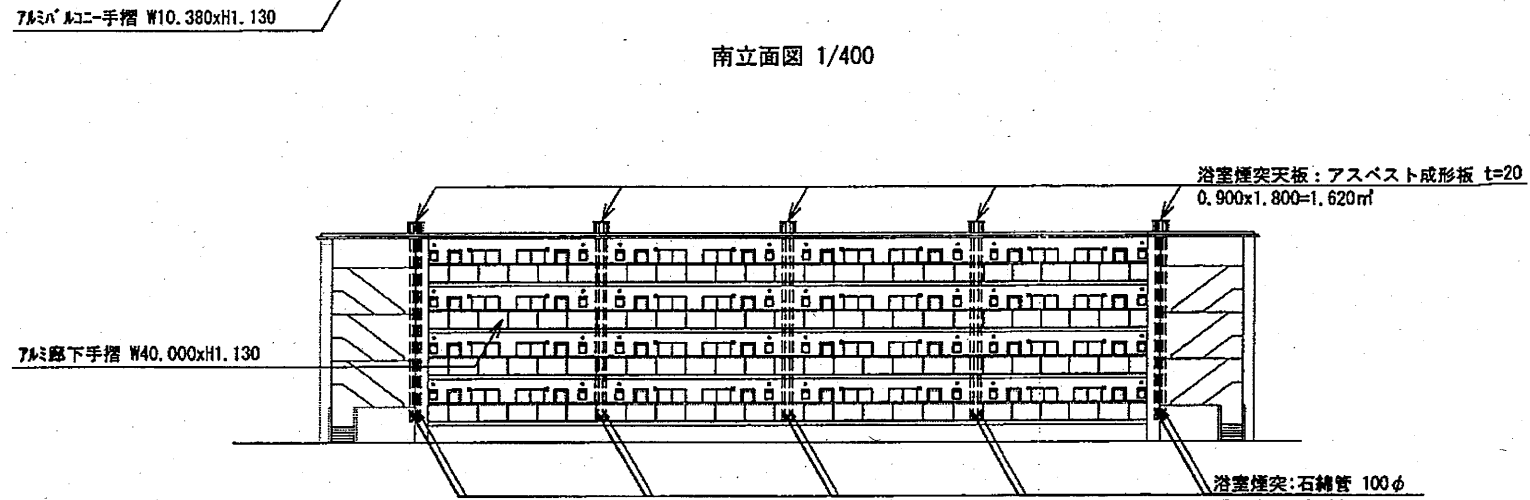 ｱﾙﾐﾊﾞﾙｺﾆｰ手摺 W10.380xH1.130
南立面図 1/400
浴室煙突天板：アスベスト成形板 t=20
0.900x1.800=1.620㎡
ｱﾙﾐ廊下手摺 W40.000xH1.130
浴室煙突:石綿管 100φ